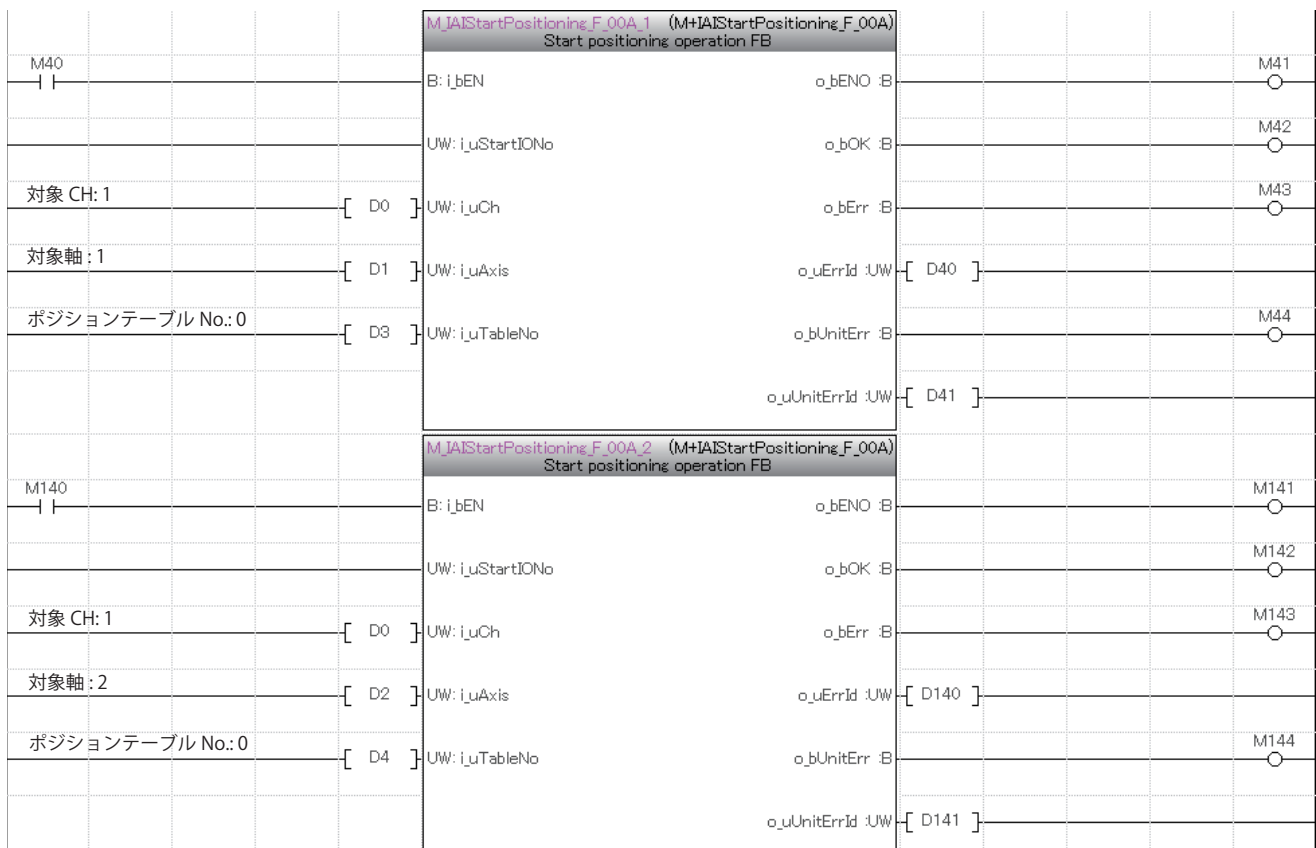 M_IAIStartPositioning_F_00A_1 (M+IAIStartPositioning_F_00A)
Start positioning operation FB
M40
B: i_bEN
o_bENO :B
M41
UW: i_uStartIONo
o_bOK :B
M42
対象 CH: 1
D0
UW: i_uCh
o_bErr :B
M43
対象軸 : 1
D1
UW: i_uAxis
o_uErrId :UW
D40
ポジションテーブル No.: 0
D3
UW: i_uTableNo
o_bUnitErr :B
M44
o_uUnitErrId :UW
D41
M_IAIStartPositioning_F_00A_2 (M+IAIStartPositioning_F_00A)
Start positioning operation FB
M140
B: i_bEN
o_bENO :B
M141
UW: i_uStartIONo
o_bOK :B
M142
対象 CH: 1
D0
UW: i_uCh
o_bErr :B
M143
対象軸 : 2
D2
UW: i_uAxis
o_uErrId :UW
D140
ポジションテーブル No.: 0
D4
UW: i_uTableNo
o_bUnitErr :B
M144
o_uUnitErrId :UW
D141